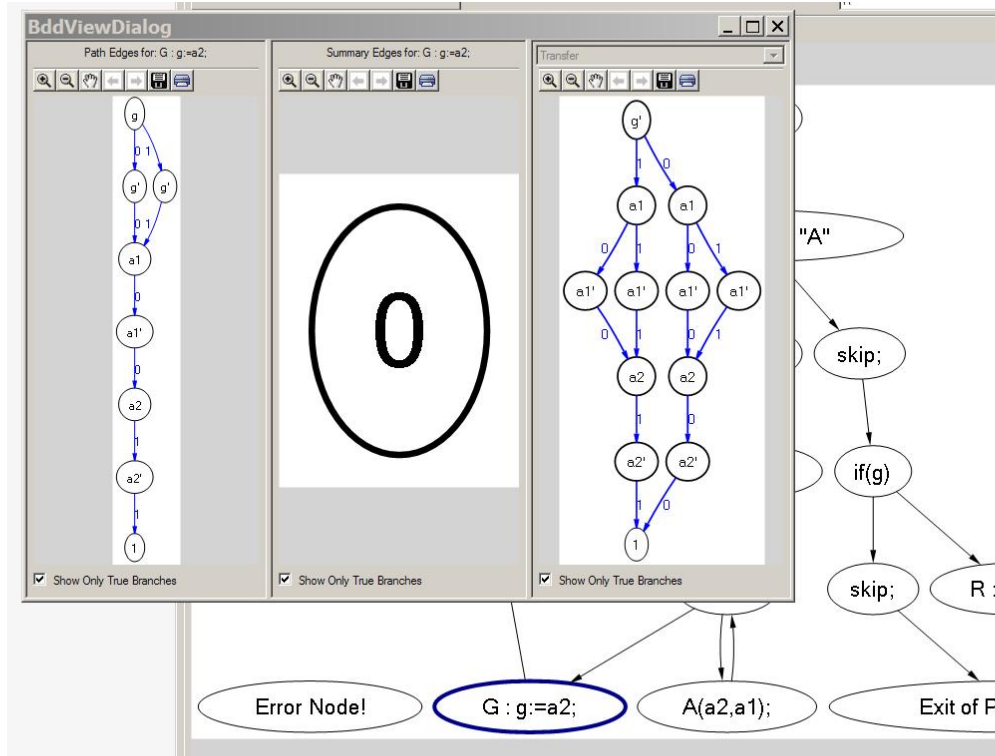 BddViewDialog
Path Edges for: G : g:=a2;
Summary Edges for: G : g:=a2;
Transfer
g
0 1
g' g'
0 1
a1
0
a1'
0
a2
1
a2'
1
1
Show Only True Branches
0
Show Only True Branches
g'
1 0
a1 a1
0 1 0 1
a1' a1' a1' a1'
0 1 0 1
a2 a2
1 0
a2' a2'
1 0
1
Show Only True Branches
"A"
skip;
if(g)
skip;
R :
Error Node!
G : g:=a2;
A(a2,a1);
Exit of P